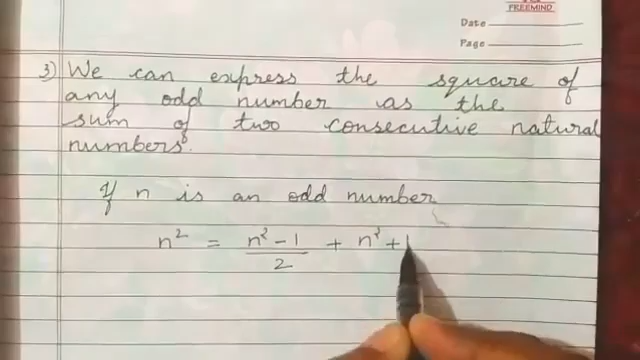 FREEMIND
Date
Page
3) We can express the square of
any odd number as the
sum of two consecutive natural
numbers.
If n is an odd number
n² = n² - 1 / 2 + n² + 1